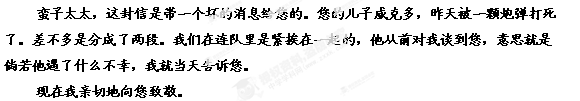 蛮子太太，这封信是带一个坏的消息给您的。您的儿子威克多，昨天被一颗炮弹打死
了。差不多是分成了两段。我们在连队里是紧挨在一起的，他从前对我谈到您，意思就是
倘若他遇了什么不幸，我就当天告诉您。
现在我亲切地向您致敬。